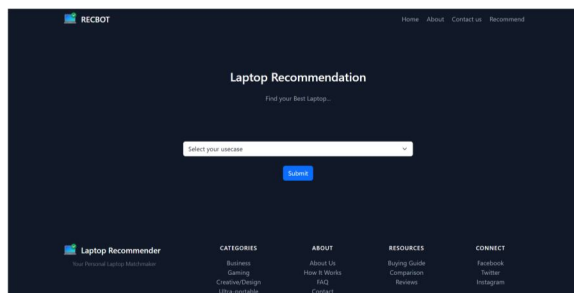 RECBOT
Home About Contact us Recommend
Laptop Recommendation
Find your Best Laptop...
Select your usecase
Submit
Laptop Recommender
Your Personal Laptop Matchmaker
CATEGORIES
Business
Gaming
Creative/Design
Ultra-portable
ABOUT
About Us
How It Works
FAQ
Contact
RESOURCES
Buying Guide
Comparison
Reviews
CONNECT
Facebook
Twitter
Instagram